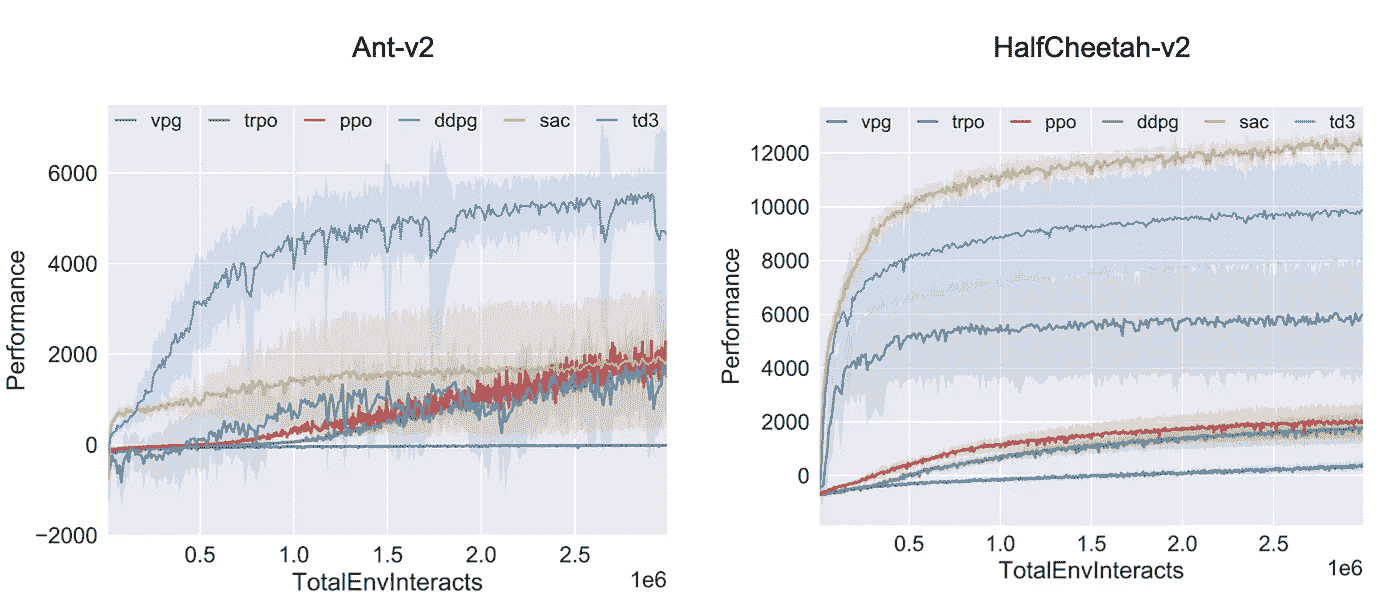 Ant-v2
vpg trpo ppo ddpg sac td3
6000
4000
2000
0
−2000
Performance
0.5 1.0 1.5 2.0 2.5
TotalEnvInteracts
1e6
HalfCheetah-v2
vpg trpo ppo ddpg sac td3
12000
10000
8000
6000
4000
2000
0
Performance
0.5 1.0 1.5 2.0 2.5
TotalEnvInteracts
1e6